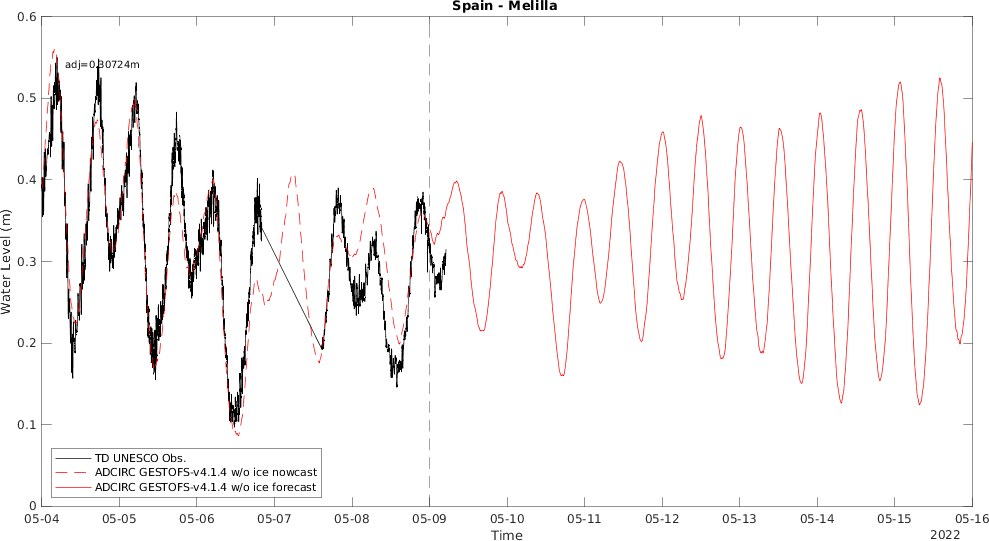 Spain - Melilla
adj=0.30724m
Water Level (m)
0.6
0.5
0.4
0.3
0.2
0.1
0
TD UNESCO Obs.
ADCIRC GESTOFS-v4.1.4 w/o ice nowcast
ADCIRC GESTOFS-v4.1.4 w/o ice forecast
05-04 05-05 05-06 05-07 05-08 05-09 05-10 05-11 05-12 05-13 05-14 05-15 05-16
Time
2022